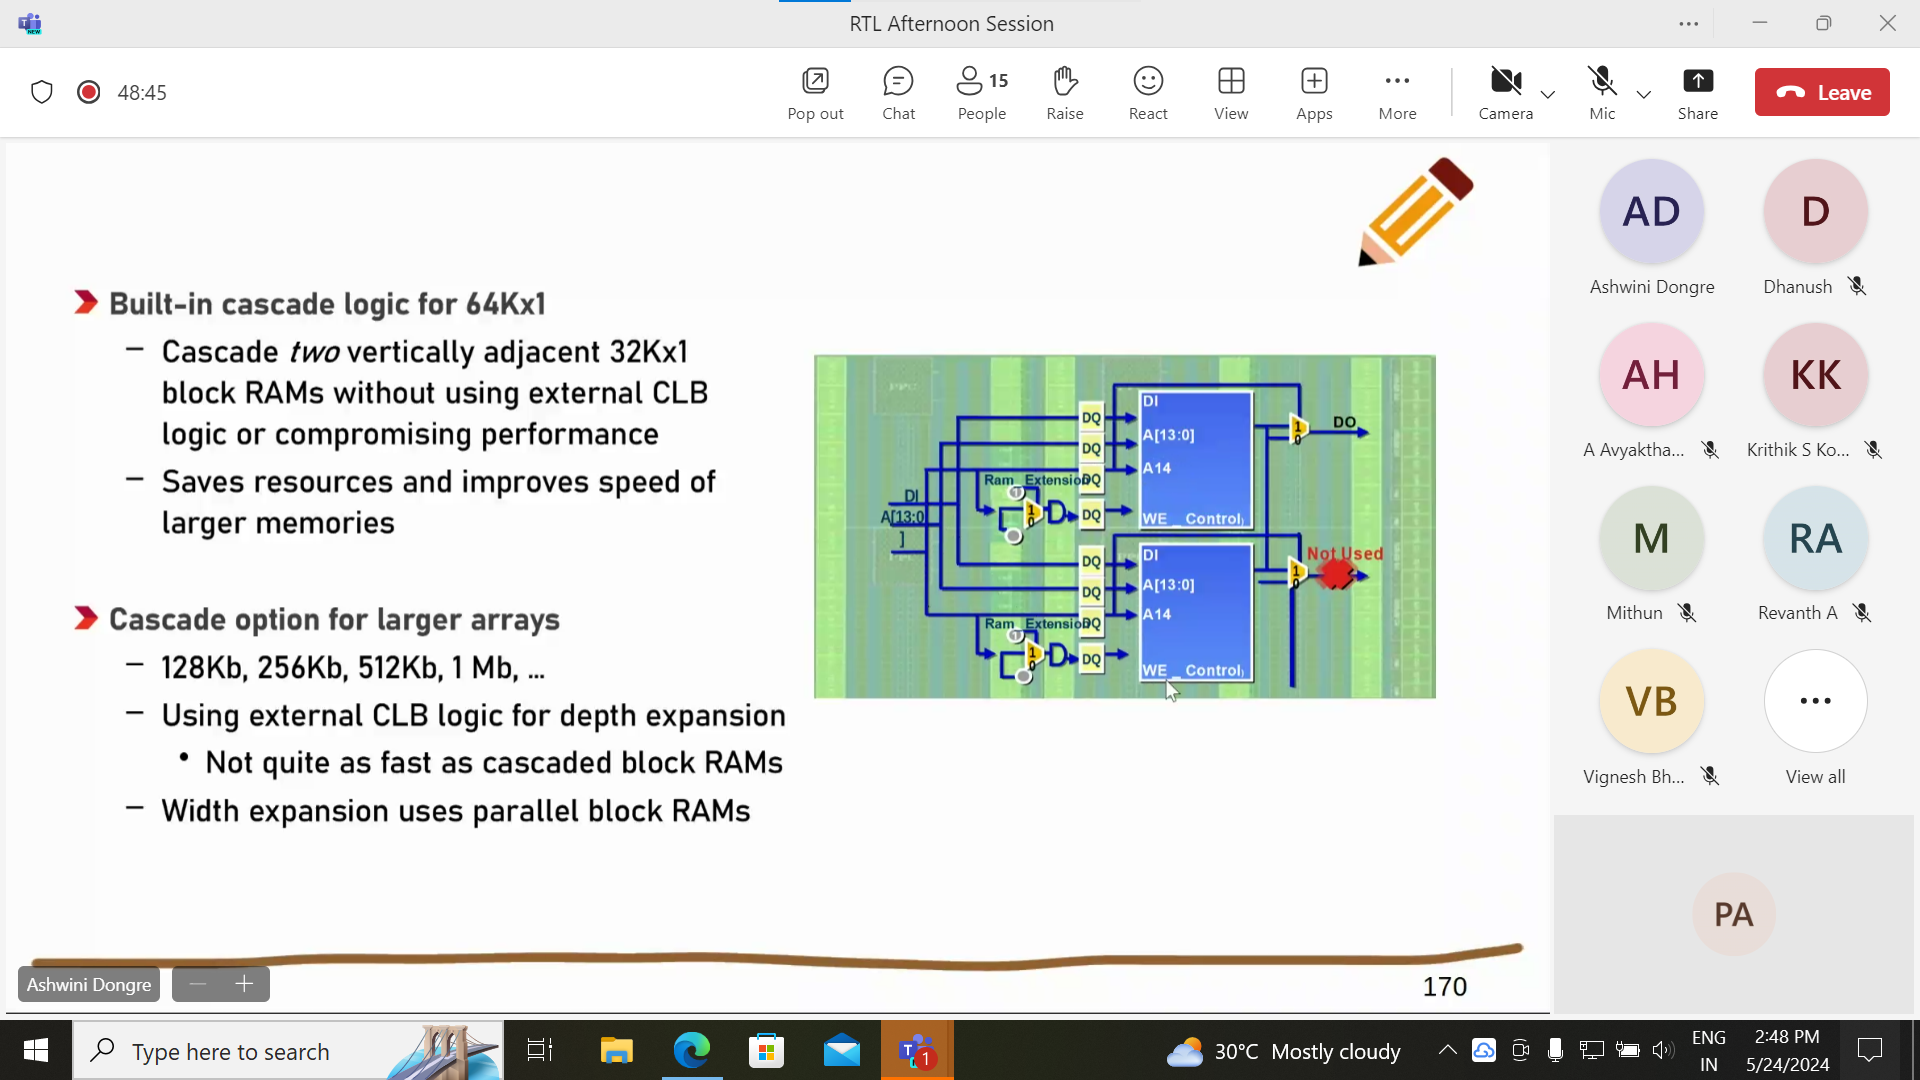 NEW
RTL Afternoon Session
48:45
Pop out
Chat
15
People
Raise
React
View
Apps
More
Camera
Mic
Share
Leave
Built-in cascade logic for 64Kx1
– Cascade two vertically adjacent 32Kx1
block RAMs without using external CLB
logic or compromising performance
– Saves resources and improves speed of
larger memories
Cascade option for larger arrays
– 128Kb, 256Kb, 512Kb, 1 Mb, ...
– Using external CLB logic for depth expansion
• Not quite as fast as cascaded block RAMs
– Width expansion uses parallel block RAMs
DI
A[13:0
]
DQ
DQ
DQ
DQ
Ram_Extension
1
1
0
DI
A[13:0]
A14
WE_Control
1
0
DO
DQ
DQ
DQ
DQ
Ram_Extension
1
1
0
DI
A[13:0]
A14
WE_Control
1
0
Not Used
170
Ashwini Dongre
AD
Ashwini Dongre
D
Dhanush
AH
A Avyaktha...
KK
Krithik S Ko...
M
Mithun
RA
Revanth A
VB
Vignesh Bh...
View all
PA
Type here to search
1
30°C Mostly cloudy
ENG
IN
2:48 PM
5/24/2024